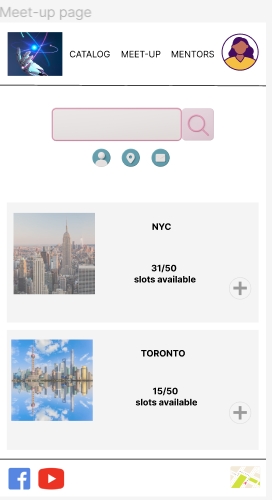 Meet-up page
CATALOG MEET-UP MENTORS
NYC
31/50
slots available
TORONTO
15/50
slots available